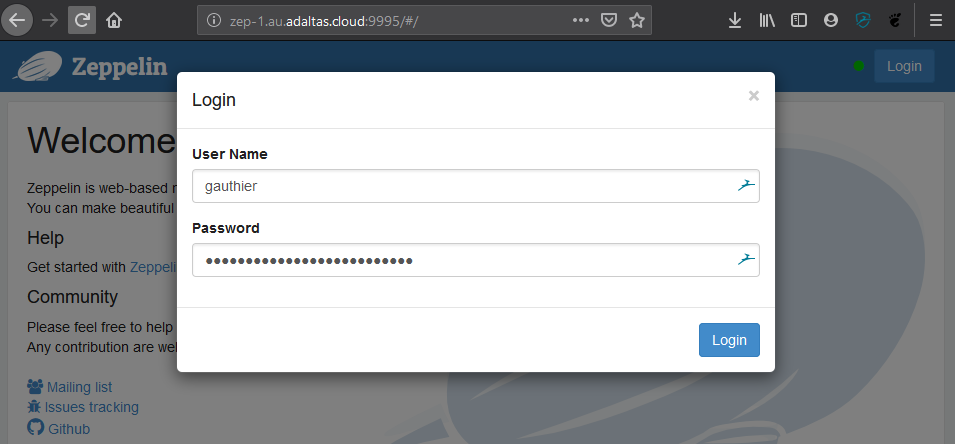 zep-1.au.adaltas.cloud:9995/#/
Zeppelin
Login
Login
×
Welcome
User Name
gauthier
Zeppelin is web-based
You can make beautiful
Password
Help
Get started with Zeppeli
Community
Please feel free to help
Any contribution are wel
Login
Mailing list
Issues tracking
Github